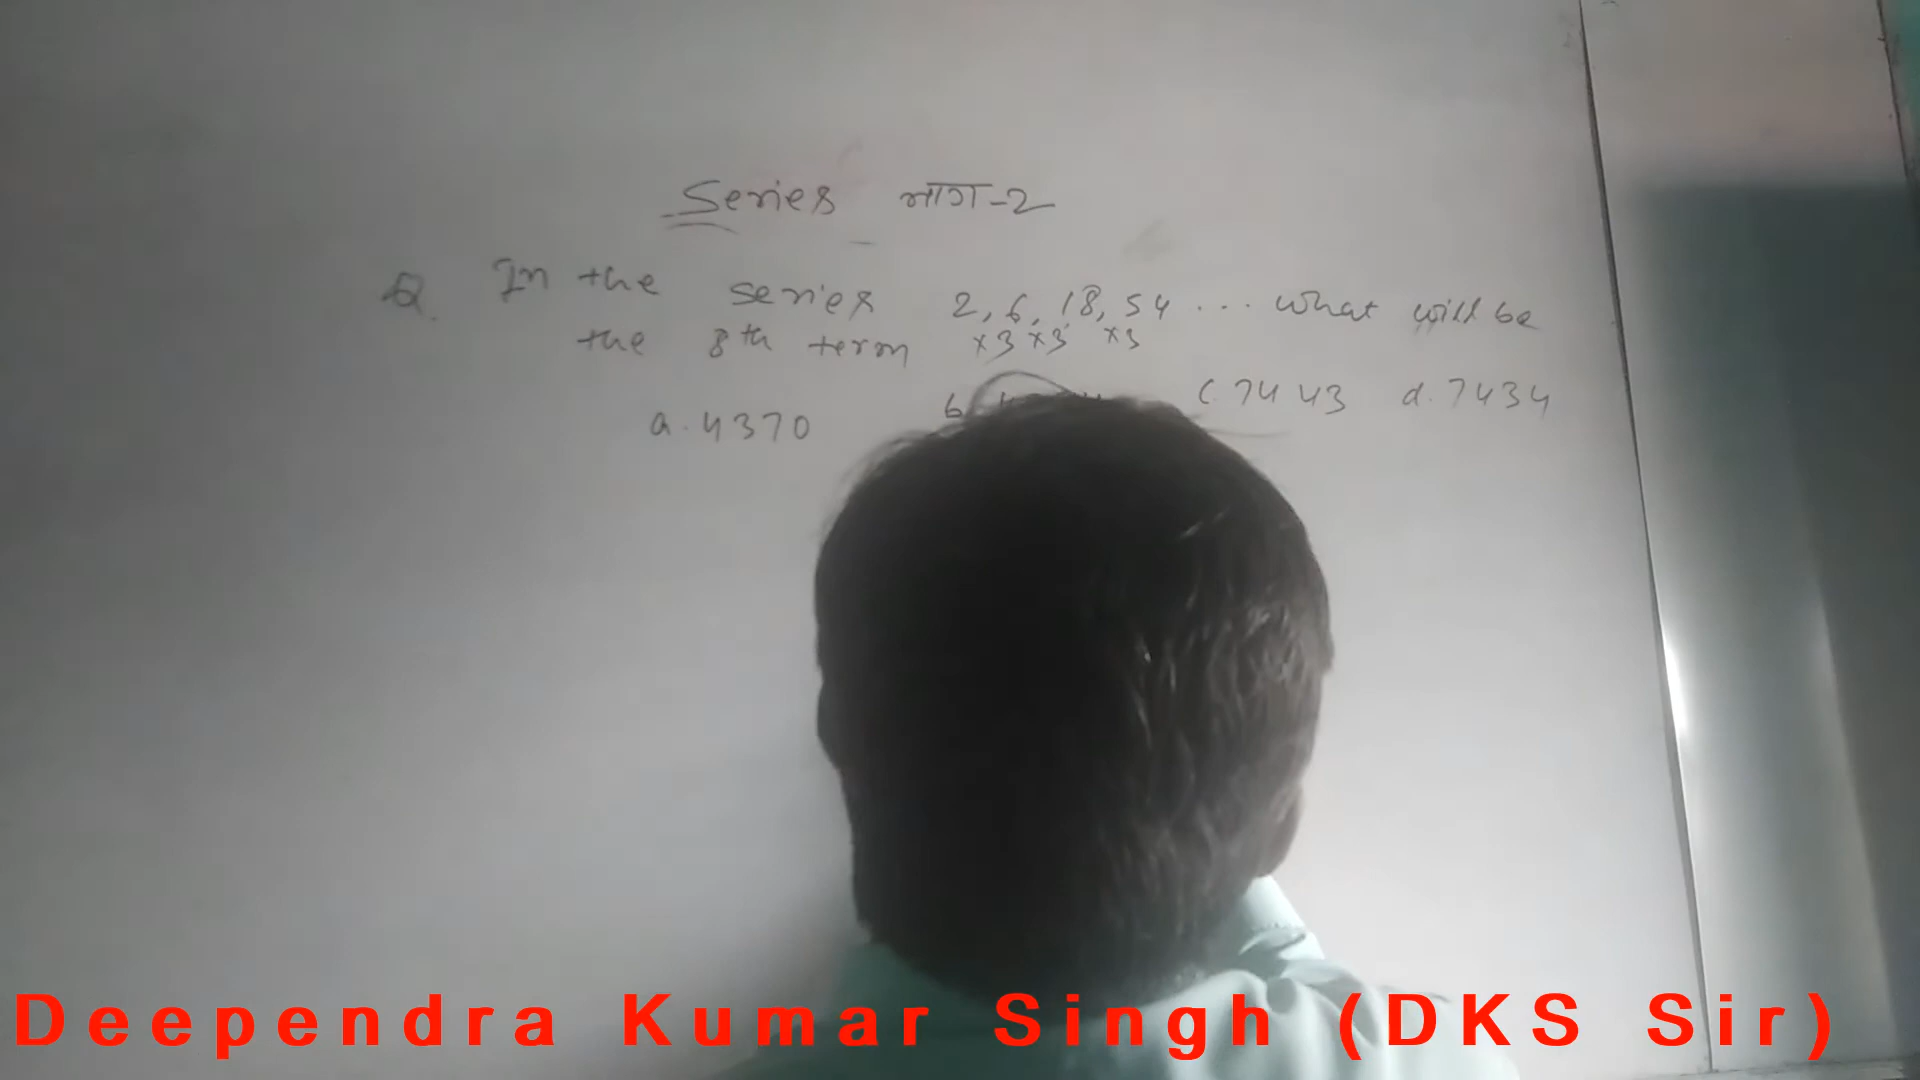 Series भाग-2
Q. In the series 2, 6, 18, 54 ... what will be
×3 ×3 ×3
the 8th term
a. 4370 b. c. 7443 d. 7434
Deependra Kumar Singh (DKS Sir)